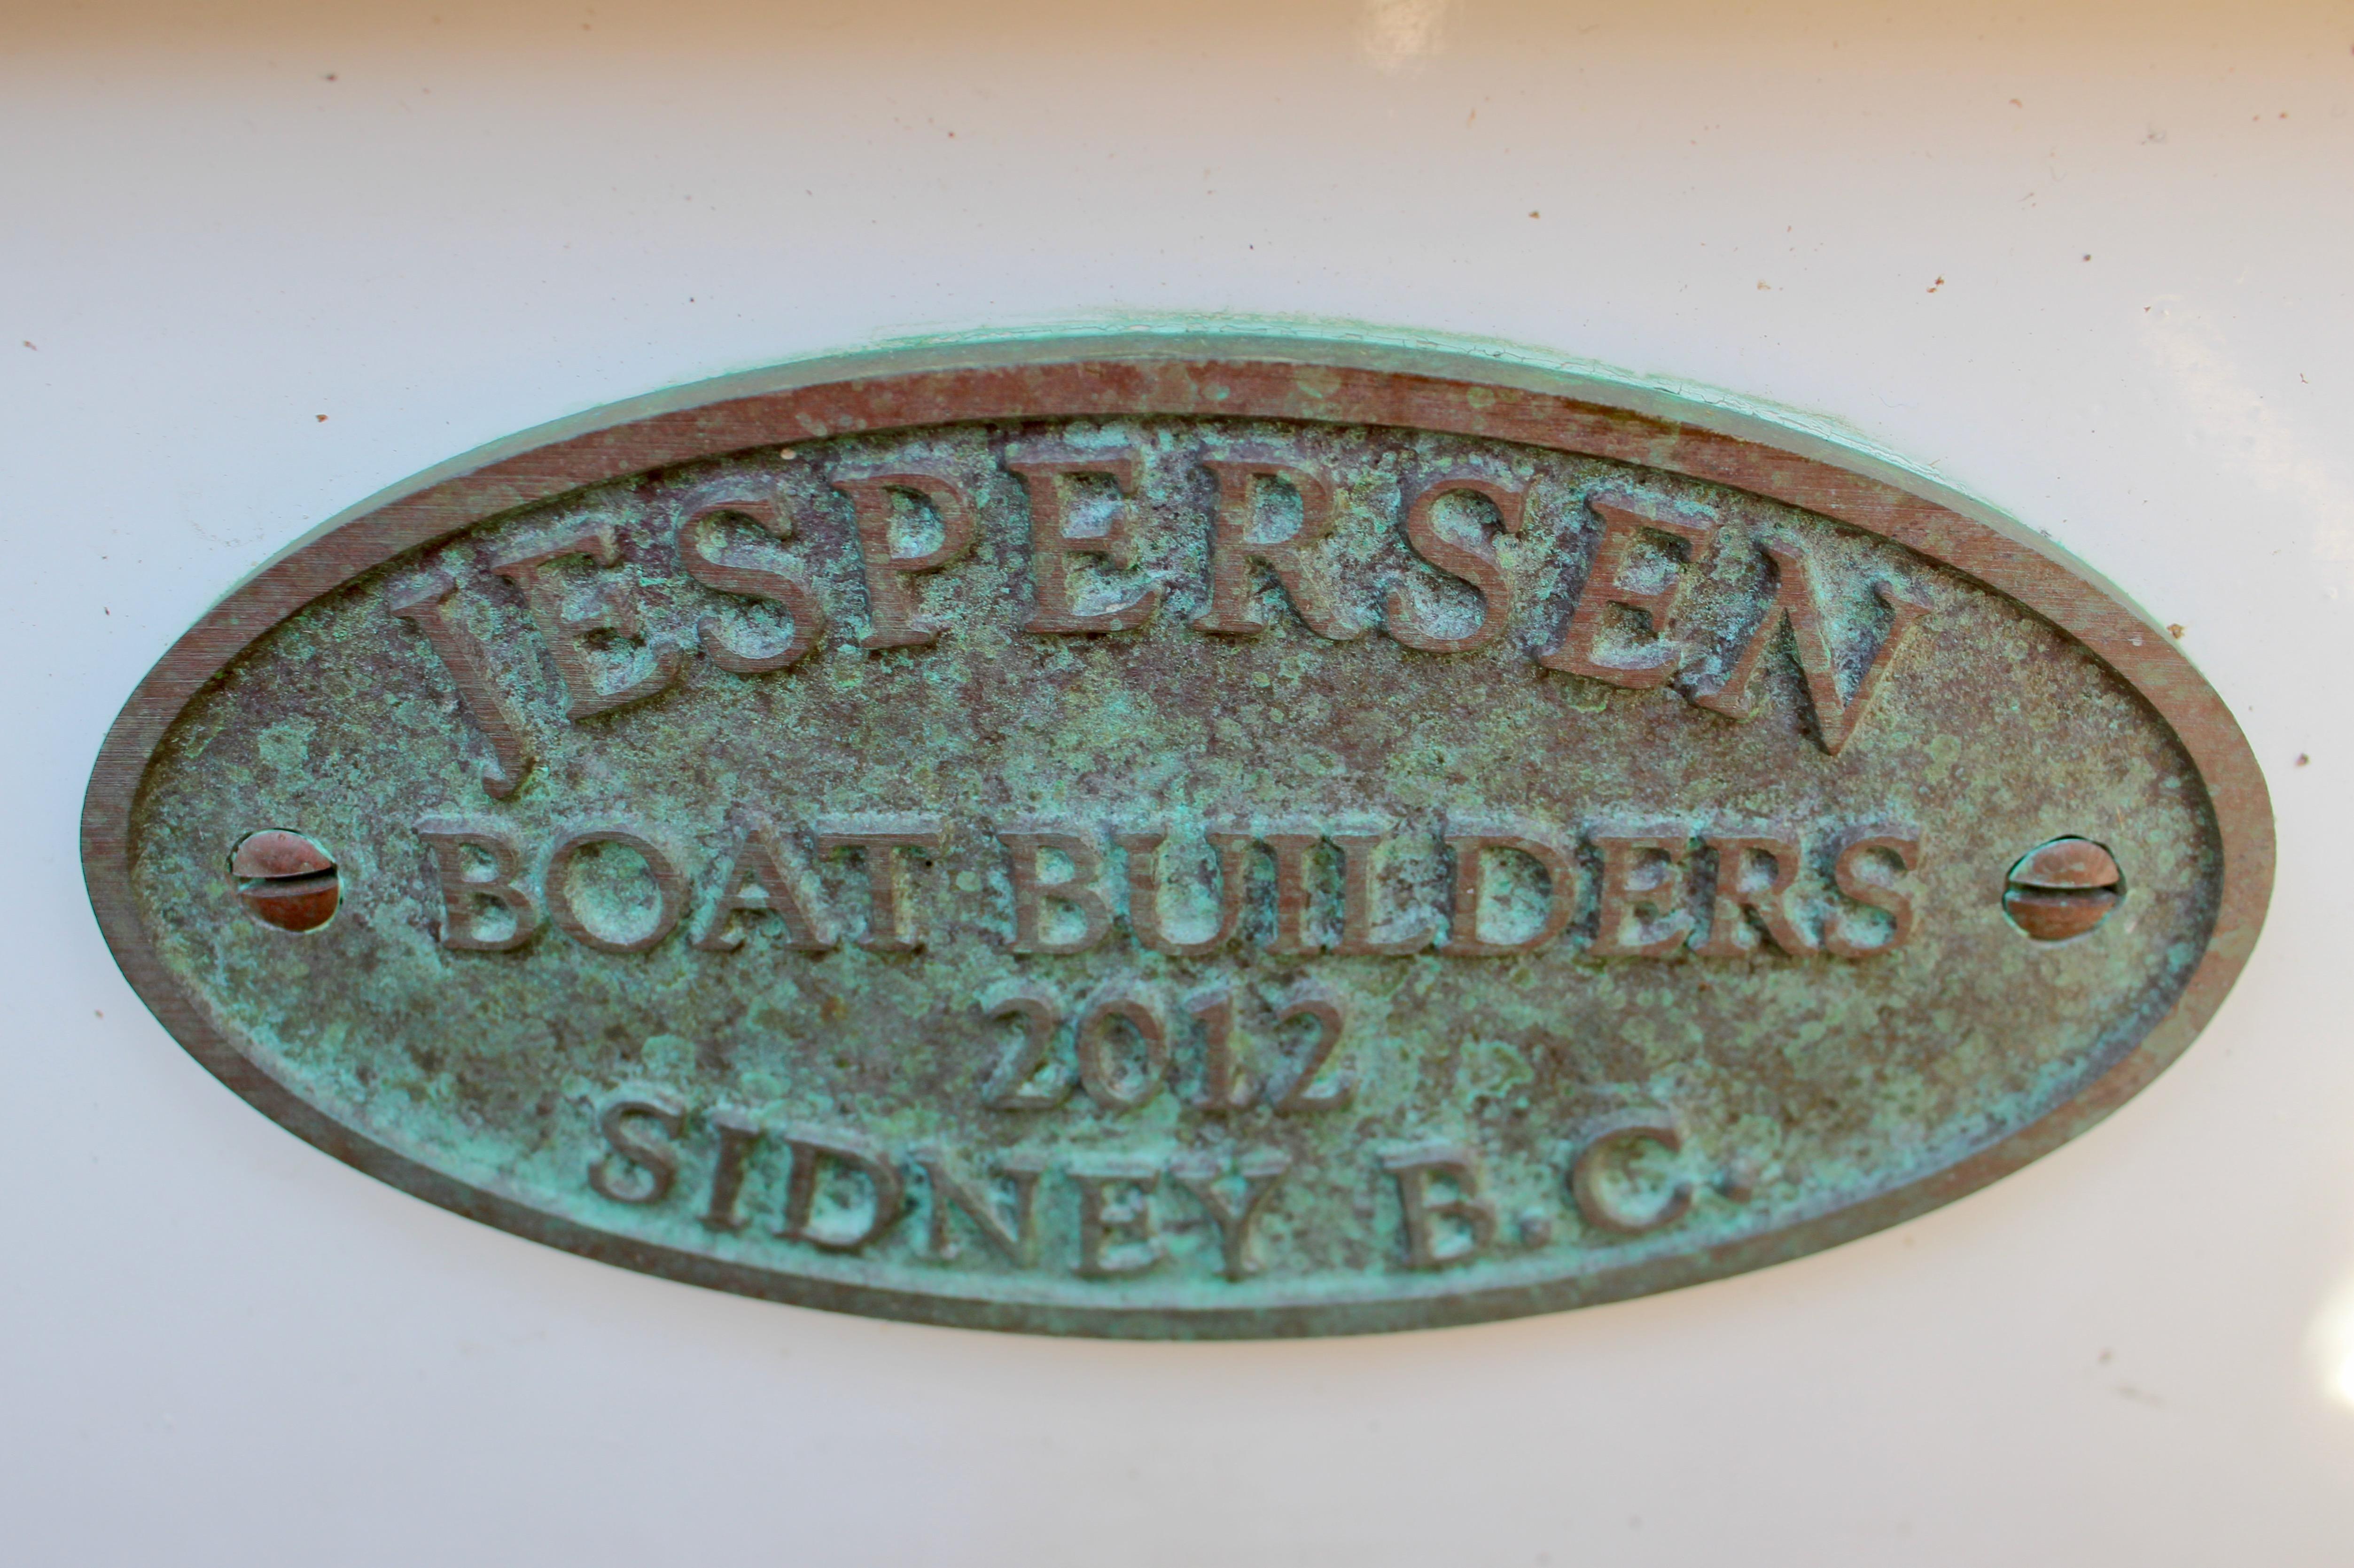 JESPERSEN
BOAT BUILDERS
2012
SIDNEY B.C.